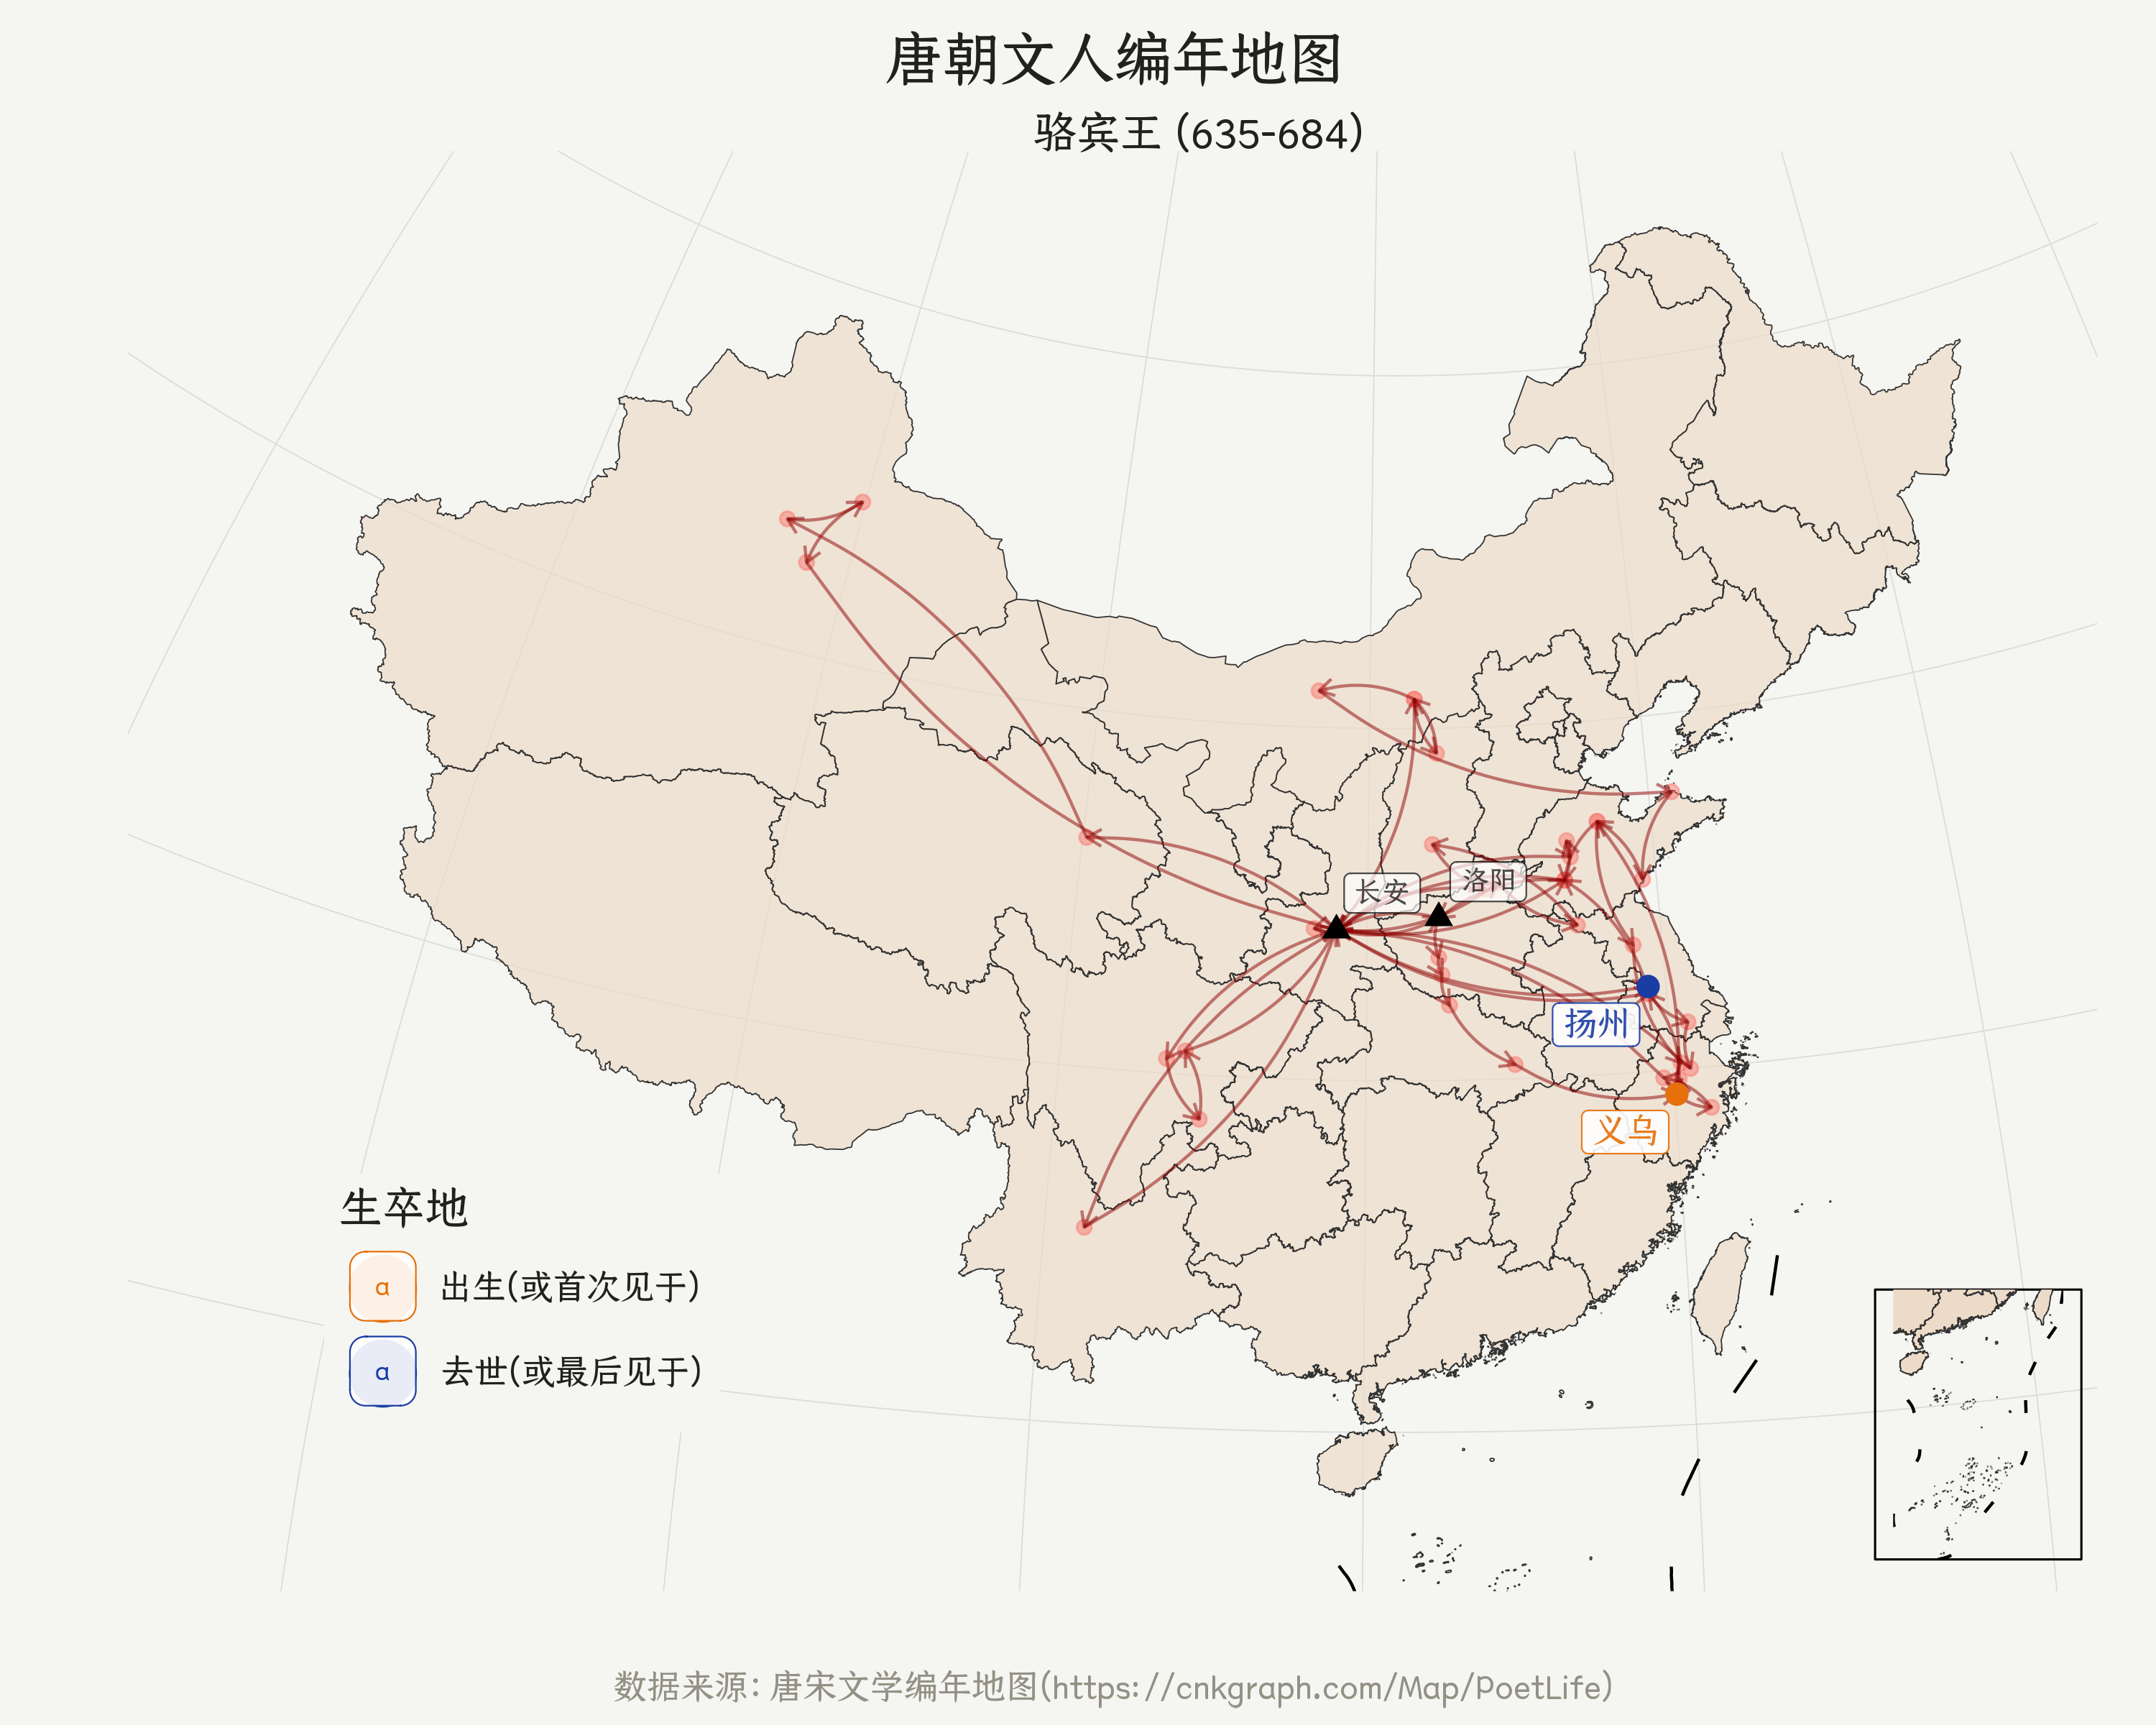 唐朝文人编年地图
骆宾王 (635-684)
长安
洛阳
扬州
义乌
生卒地
a 出生(或首次见于)
a 去世(或最后见于)
数据来源: 唐宋文学编年地图(https://cnkgraph.com/Map/PoetLife)